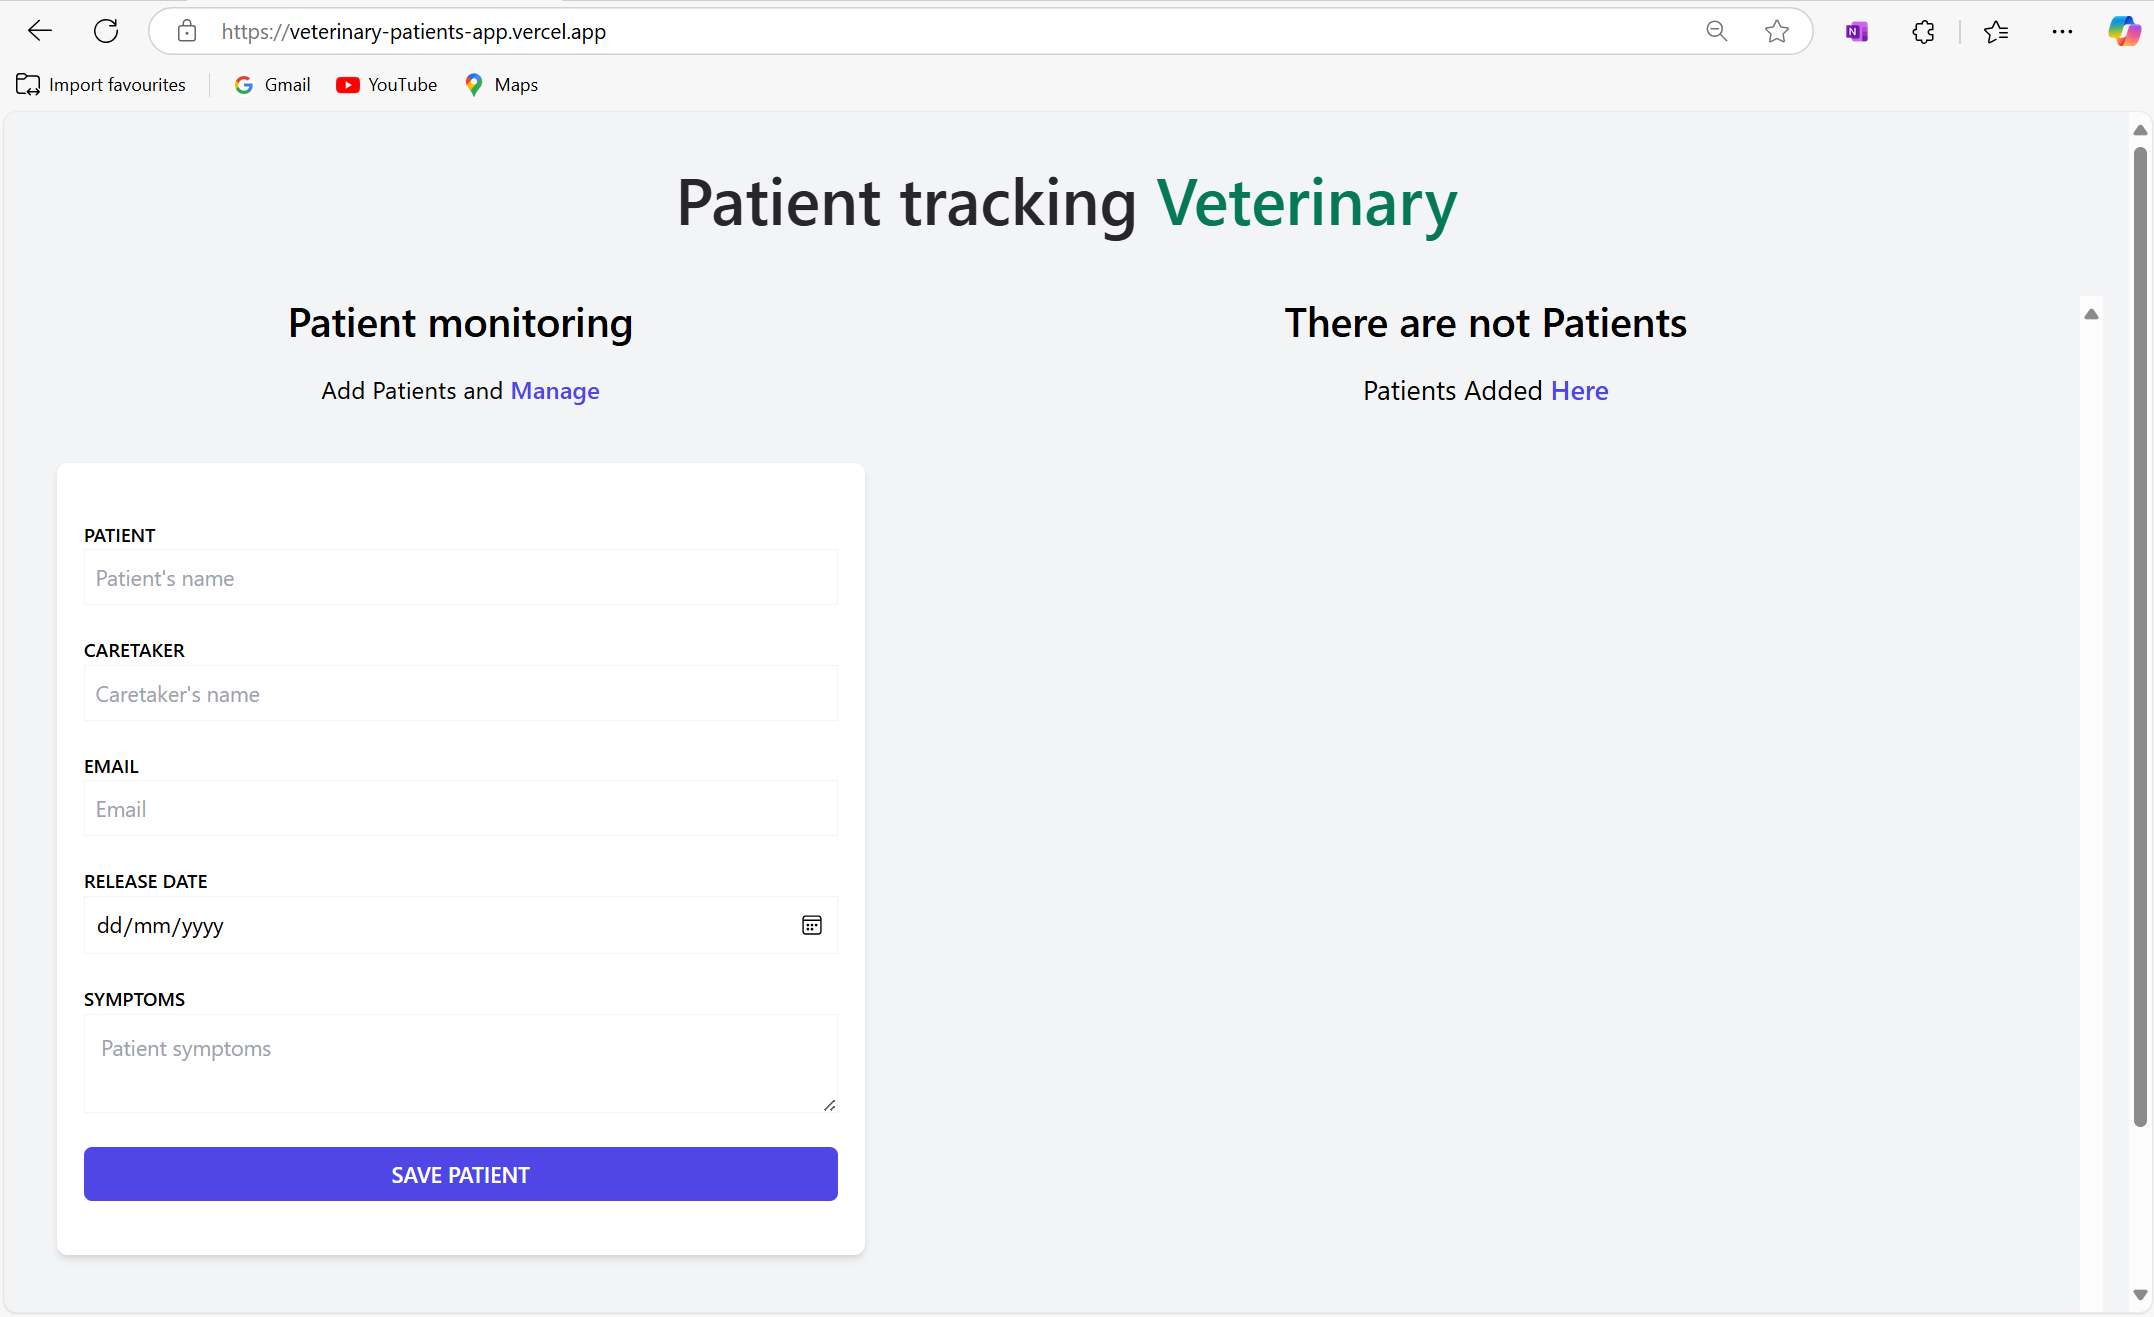 https://veterinary-patients-app.vercel.app
Import favourites
Gmail
YouTube
Maps
Patient tracking Veterinary
Patient monitoring
Add Patients and Manage
PATIENT
Patient's name
CARETAKER
Caretaker's name
EMAIL
Email
RELEASE DATE
dd/mm/yyyy
SYMPTOMS
Patient symptoms
SAVE PATIENT
There are not Patients
Patients Added Here